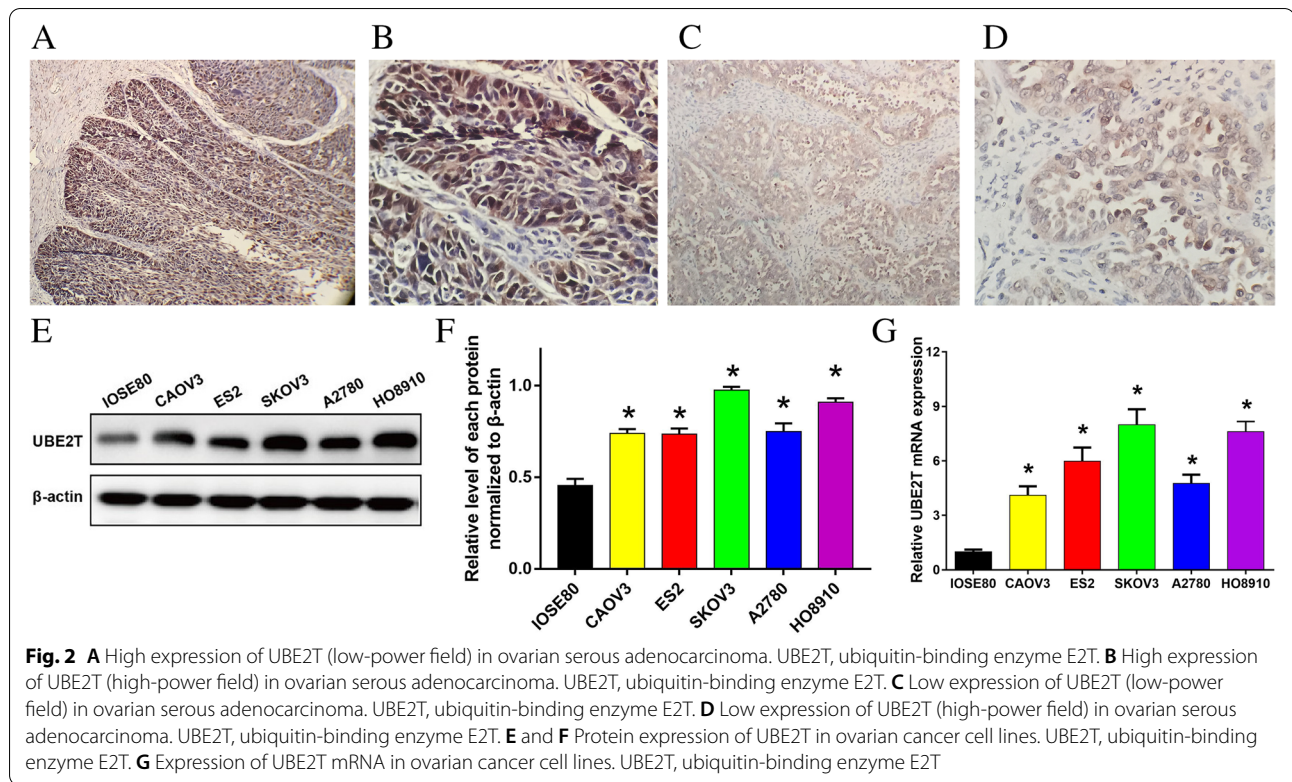 A
B
C
D
E
IOSE80 CAOV3 ES2 SKOV3 A2780 HO8910
UBE2T
β-actin
F
Relative level of each protein
normalized to β-actin
1.0
0.5
0.0
* * * * *
IOSE80 CAOV3 ES2 SKOV3 A2780 HO8910
G
Relative UBE2T mRNA expression
12
9
6
3
0
* * * * *
IOSE80 CAOV3 ES2 SKOV3 A2780 HO8910
Fig. 2 A High expression of UBE2T (low-power field) in ovarian serous adenocarcinoma. UBE2T, ubiquitin-binding enzyme E2T. B High expression
of UBE2T (high-power field) in ovarian serous adenocarcinoma. UBE2T, ubiquitin-binding enzyme E2T. C Low expression of UBE2T (low-power
field) in ovarian serous adenocarcinoma. UBE2T, ubiquitin-binding enzyme E2T. D Low expression of UBE2T (high-power field) in ovarian serous
adenocarcinoma. UBE2T, ubiquitin-binding enzyme E2T. E and F Protein expression of UBE2T in ovarian cancer cell lines. UBE2T, ubiquitin-binding
enzyme E2T. G Expression of UBE2T mRNA in ovarian cancer cell lines. UBE2T, ubiquitin-binding enzyme E2T